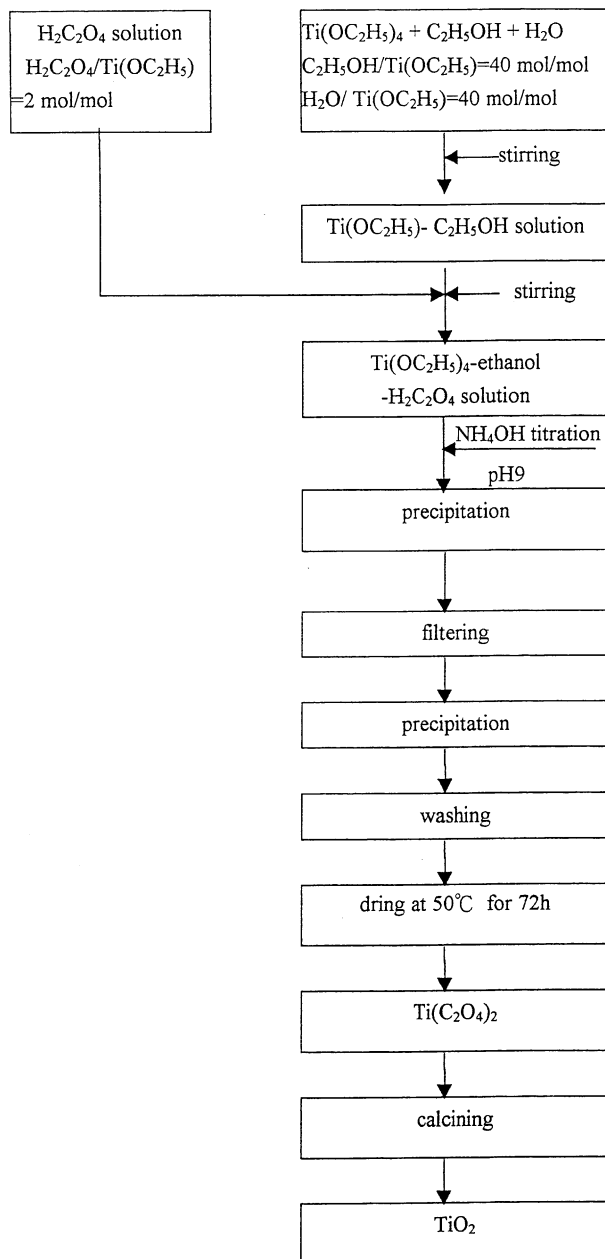 H₂C₂O₄ solution
H₂C₂O₄/Ti(OC₂H₅)
=2 mol/mol
Ti(OC₂H₅)₄ + C₂H₅OH + H₂O
C₂H₅OH/Ti(OC₂H₅)=40 mol/mol
H₂O/ Ti(OC₂H₅)=40 mol/mol
stirring
Ti(OC₂H₅)- C₂H₅OH solution
stirring
Ti(OC₂H₅)₄-ethanol
-H₂C₂O₄ solution
NH₄OH titration
pH9
precipitation
filtering
precipitation
washing
dring at 50℃ for 72h
Ti(C₂O₄)₂
calcining
TiO₂